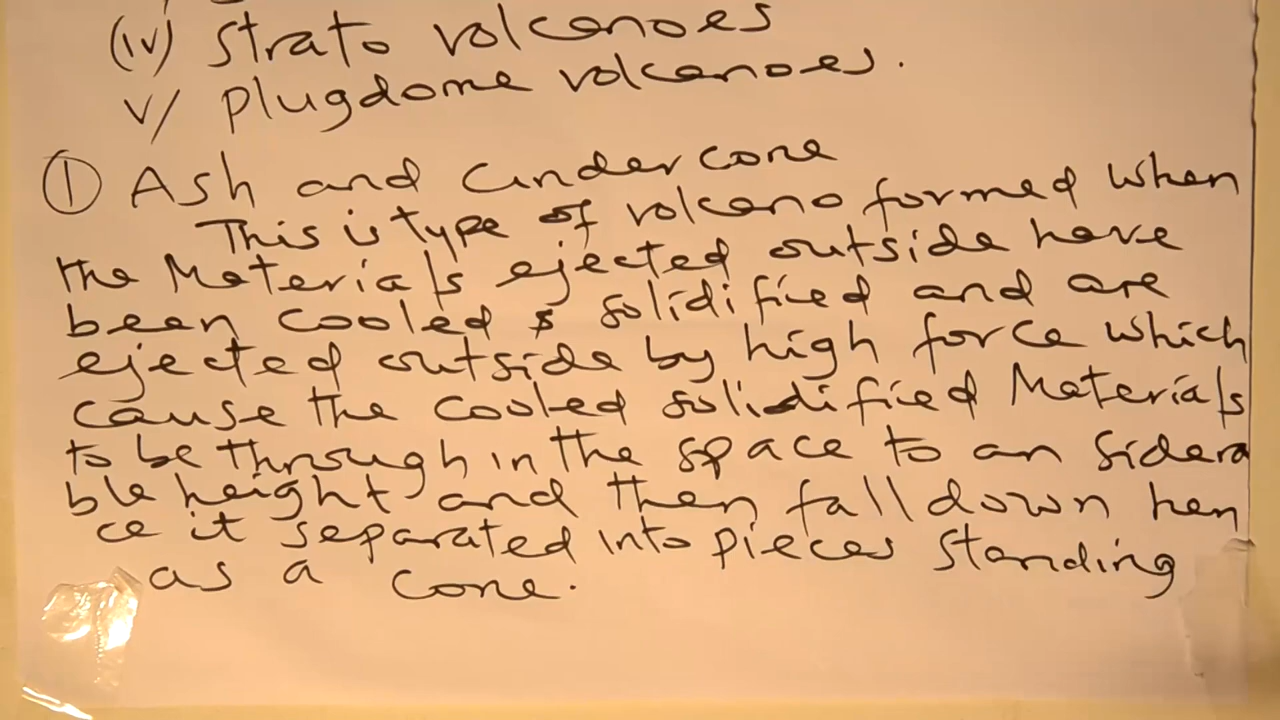 (iv) Strato volcanoes
v/ Plugdome volcanoes.
① Ash and Cinder cone
This is type of volcano formed when
the Materials ejected outside have
been cooled & solidified and are
ejected outside by high force which
cause the cooled solidified Materials
to be through in the space to an sidera
ble height and then fall down hen
ce it separated into pieces standing
as a cone.